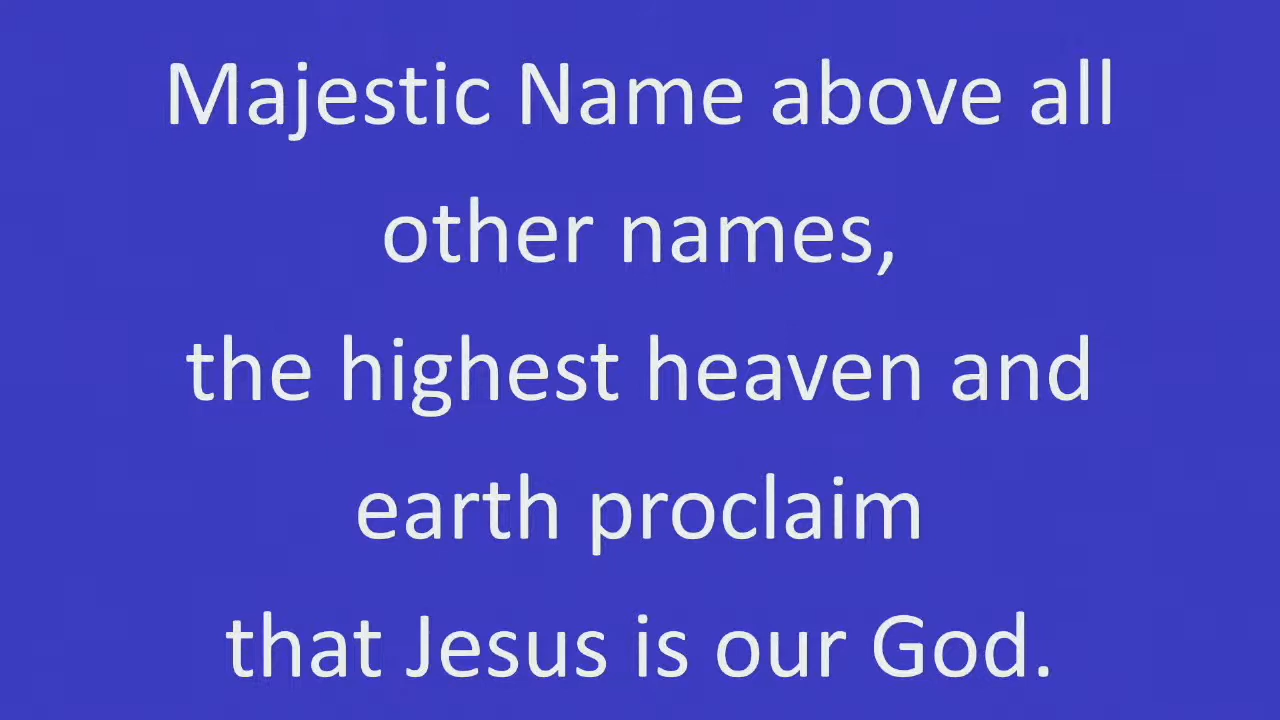 Majestic Name above all
other names,
the highest heaven and
earth proclaim
that Jesus is our God.